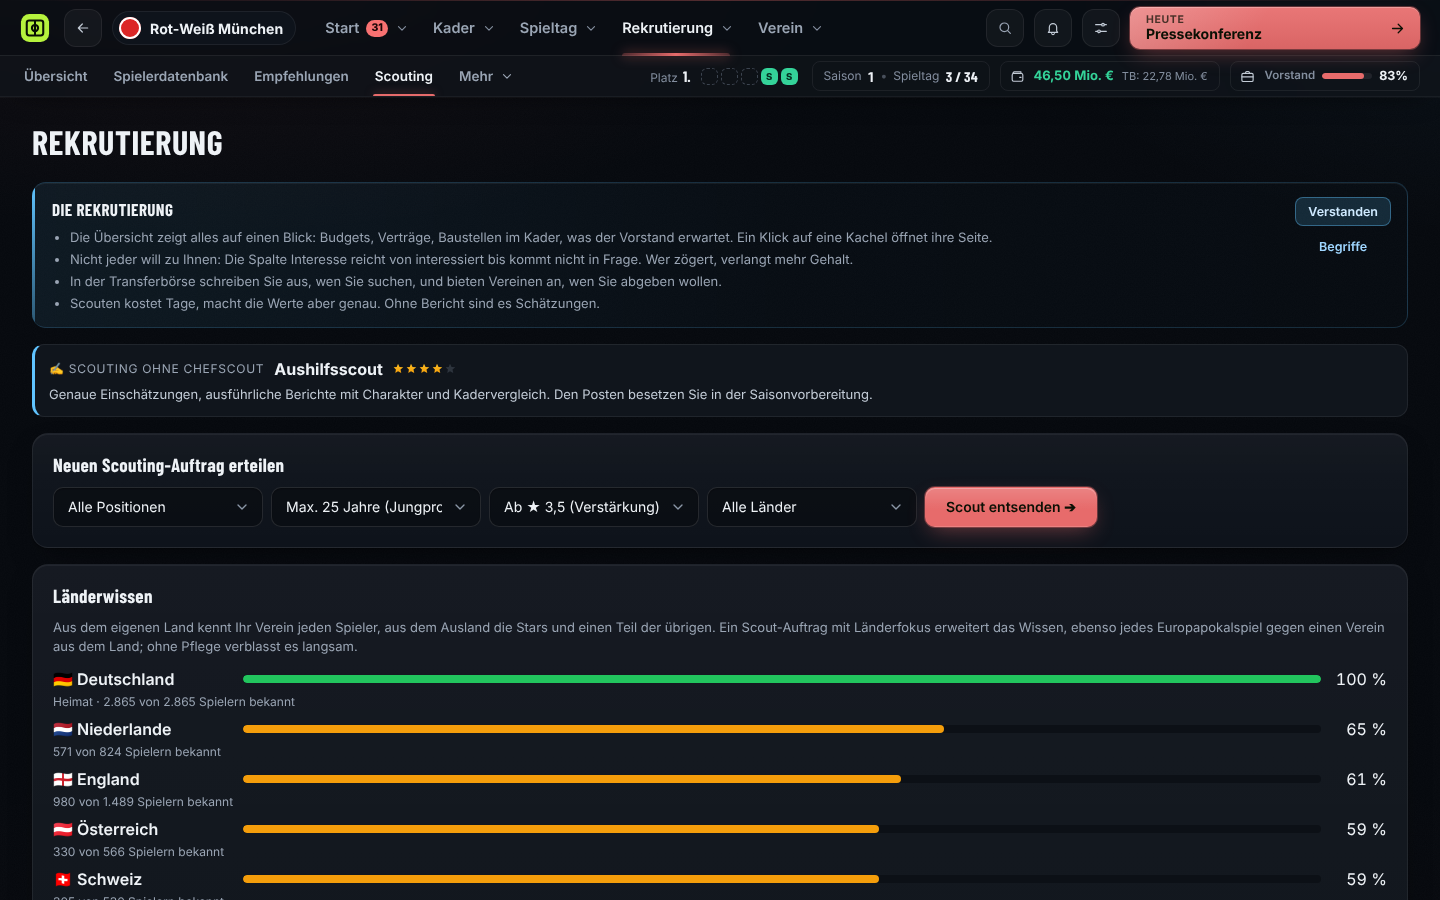 Rot-Weiß München
Start 31
Kader
Spieltag
Rekrutierung
Verein
HEUTE
Pressekonferenz
Übersicht
Spielerdatenbank
Empfehlungen
Scouting
Mehr
Platz 1. S S
Saison 1 • Spieltag 3 / 34
46,50 Mio. € TB: 22,78 Mio. €
Vorstand 83%
REKRUTIERUNG
DIE REKRUTIERUNG
Verstanden
• Die Übersicht zeigt alles auf einen Blick: Budgets, Verträge, Baustellen im Kader, was der Vorstand erwartet. Ein Klick auf eine Kachel öffnet ihre Seite.
Begriffe
• Nicht jeder will zu Ihnen: Die Spalte Interesse reicht von interessiert bis kommt nicht in Frage. Wer zögert, verlangt mehr Gehalt.
• In der Transferbörse schreiben Sie aus, wen Sie suchen, und bieten Vereinen an, wen Sie abgeben wollen.
• Scouten kostet Tage, macht die Werte aber genau. Ohne Bericht sind es Schätzungen.
✍️ SCOUTING OHNE CHEFSCOUT Aushilfsscout ★★★★★
Genaue Einschätzungen, ausführliche Berichte mit Charakter und Kadervergleich. Den Posten besetzen Sie in der Saisonvorbereitung.
Neuen Scouting-Auftrag erteilen
Alle Positionen
Max. 25 Jahre (Jungprc
Ab ★ 3,5 (Verstärkung)
Alle Länder
Scout entsenden ➔
Länderwissen
Aus dem eigenen Land kennt Ihr Verein jeden Spieler, aus dem Ausland die Stars und einen Teil der übrigen. Ein Scout-Auftrag mit Länderfokus erweitert das Wissen, ebenso jedes Europapokalspiel gegen einen Verein
aus dem Land; ohne Pflege verblasst es langsam.
🇩🇪 Deutschland 100 %
Heimat · 2.865 von 2.865 Spielern bekannt
🇳🇱 Niederlande 65 %
571 von 824 Spielern bekannt
🏴󠁧󠁢󠁥󠁮󠁧󠁿 England 61 %
980 von 1.489 Spielern bekannt
🇦🇹 Österreich 59 %
330 von 566 Spielern bekannt
🇨🇭 Schweiz 59 %